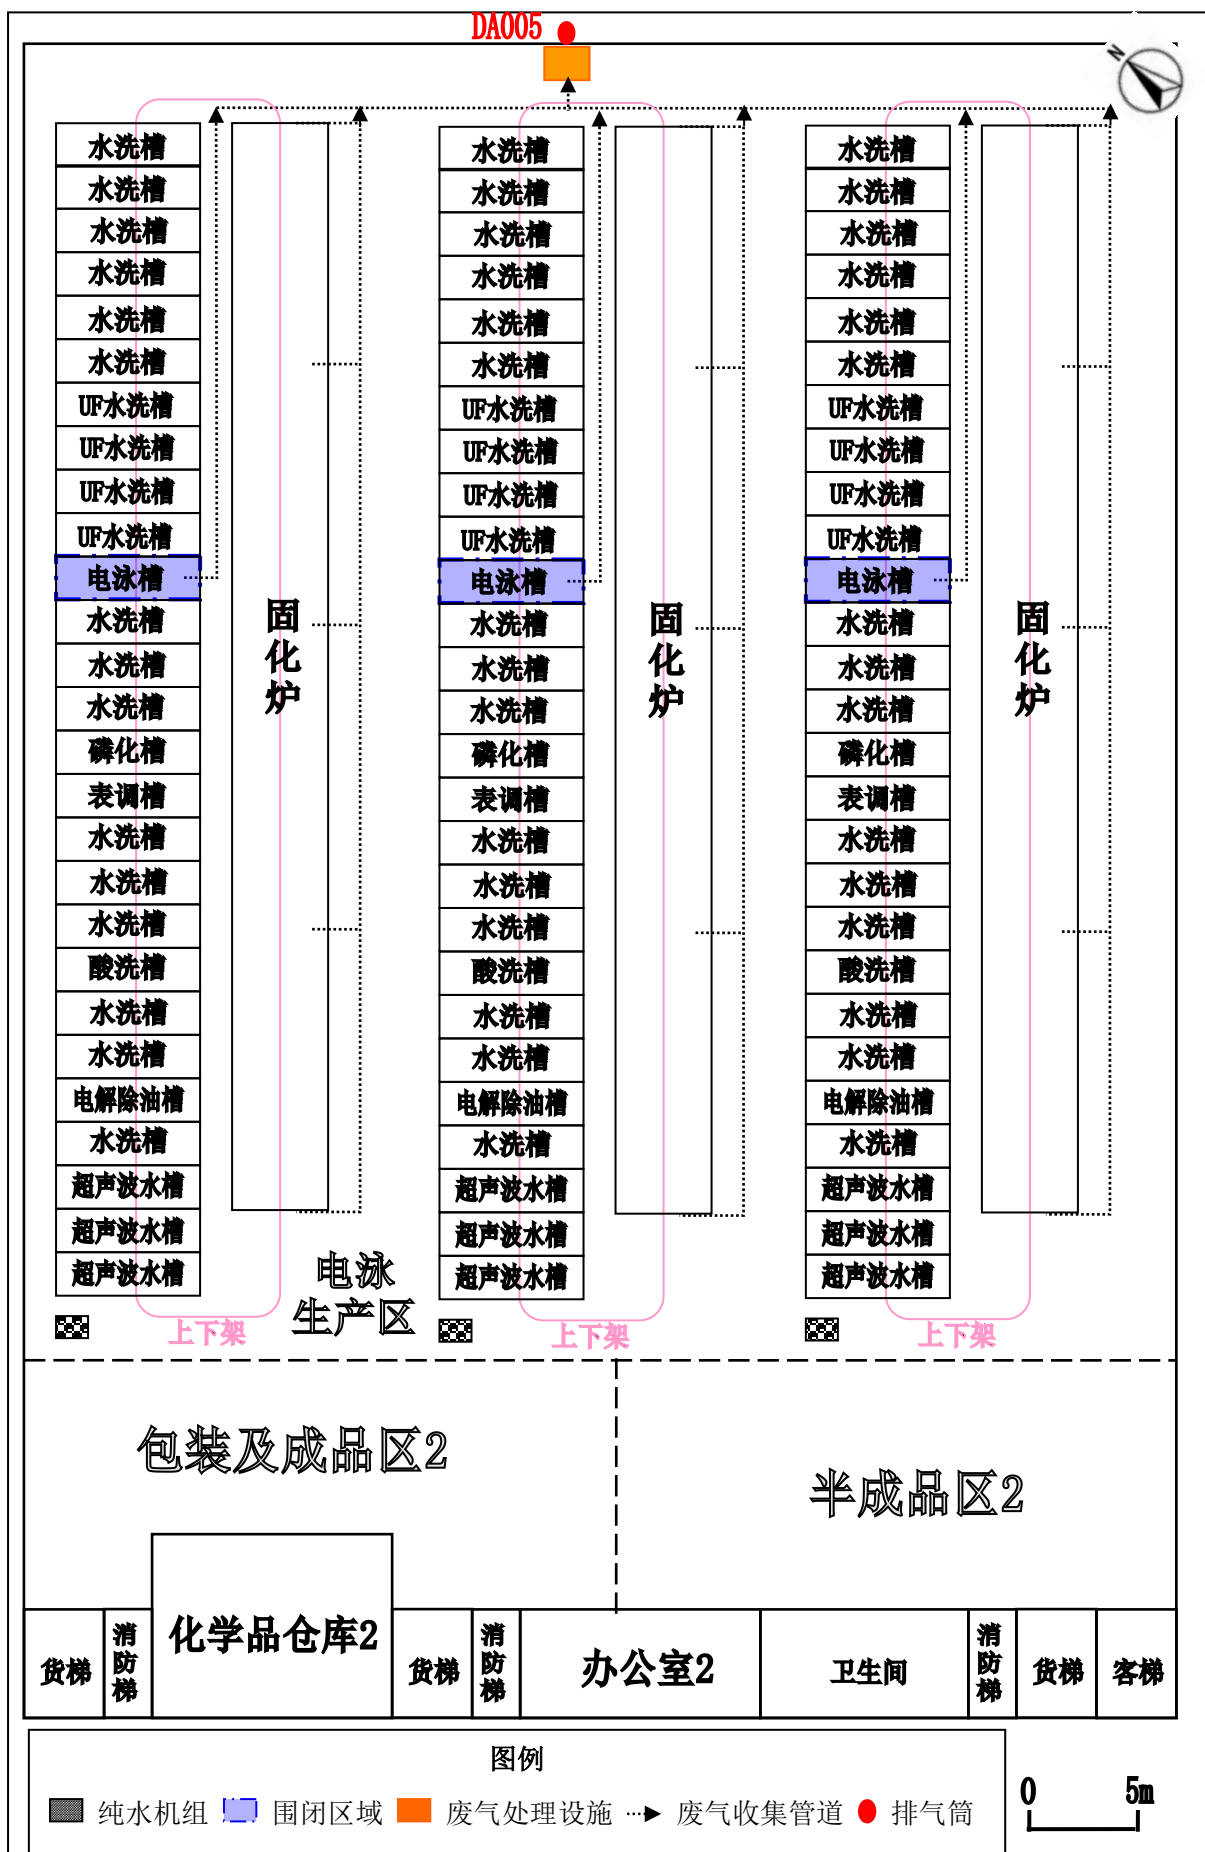 DA005
N
水洗槽
水洗槽
水洗槽
水洗槽
水洗槽
水洗槽
UF水洗槽
UF水洗槽
UF水洗槽
UF水洗槽
电泳槽
水洗槽
水洗槽
水洗槽
磷化槽
表调槽
水洗槽
水洗槽
水洗槽
酸洗槽
水洗槽
水洗槽
电解除油槽
水洗槽
超声波水槽
超声波水槽
超声波水槽
固化炉
上下架
水洗槽
水洗槽
水洗槽
水洗槽
水洗槽
水洗槽
UF水洗槽
UF水洗槽
UF水洗槽
UF水洗槽
电泳槽
水洗槽
水洗槽
水洗槽
磷化槽
表调槽
水洗槽
水洗槽
水洗槽
酸洗槽
水洗槽
水洗槽
电解除油槽
水洗槽
超声波水槽
超声波水槽
超声波水槽
固化炉
上下架
水洗槽
水洗槽
水洗槽
水洗槽
水洗槽
水洗槽
UF水洗槽
UF水洗槽
UF水洗槽
UF水洗槽
电泳槽
水洗槽
水洗槽
水洗槽
磷化槽
表调槽
水洗槽
水洗槽
水洗槽
酸洗槽
水洗槽
水洗槽
电解除油槽
水洗槽
超声波水槽
超声波水槽
超声波水槽
固化炉
上下架
电泳
生产区
包装及成品区2
半成品区2
货梯
消防梯
化学品仓库2
货梯
消防梯
办公室2
卫生间
消防梯
货梯
客梯
图例
纯水机组
围闭区域
废气处理设施
废气收集管道
排气筒
0
5m